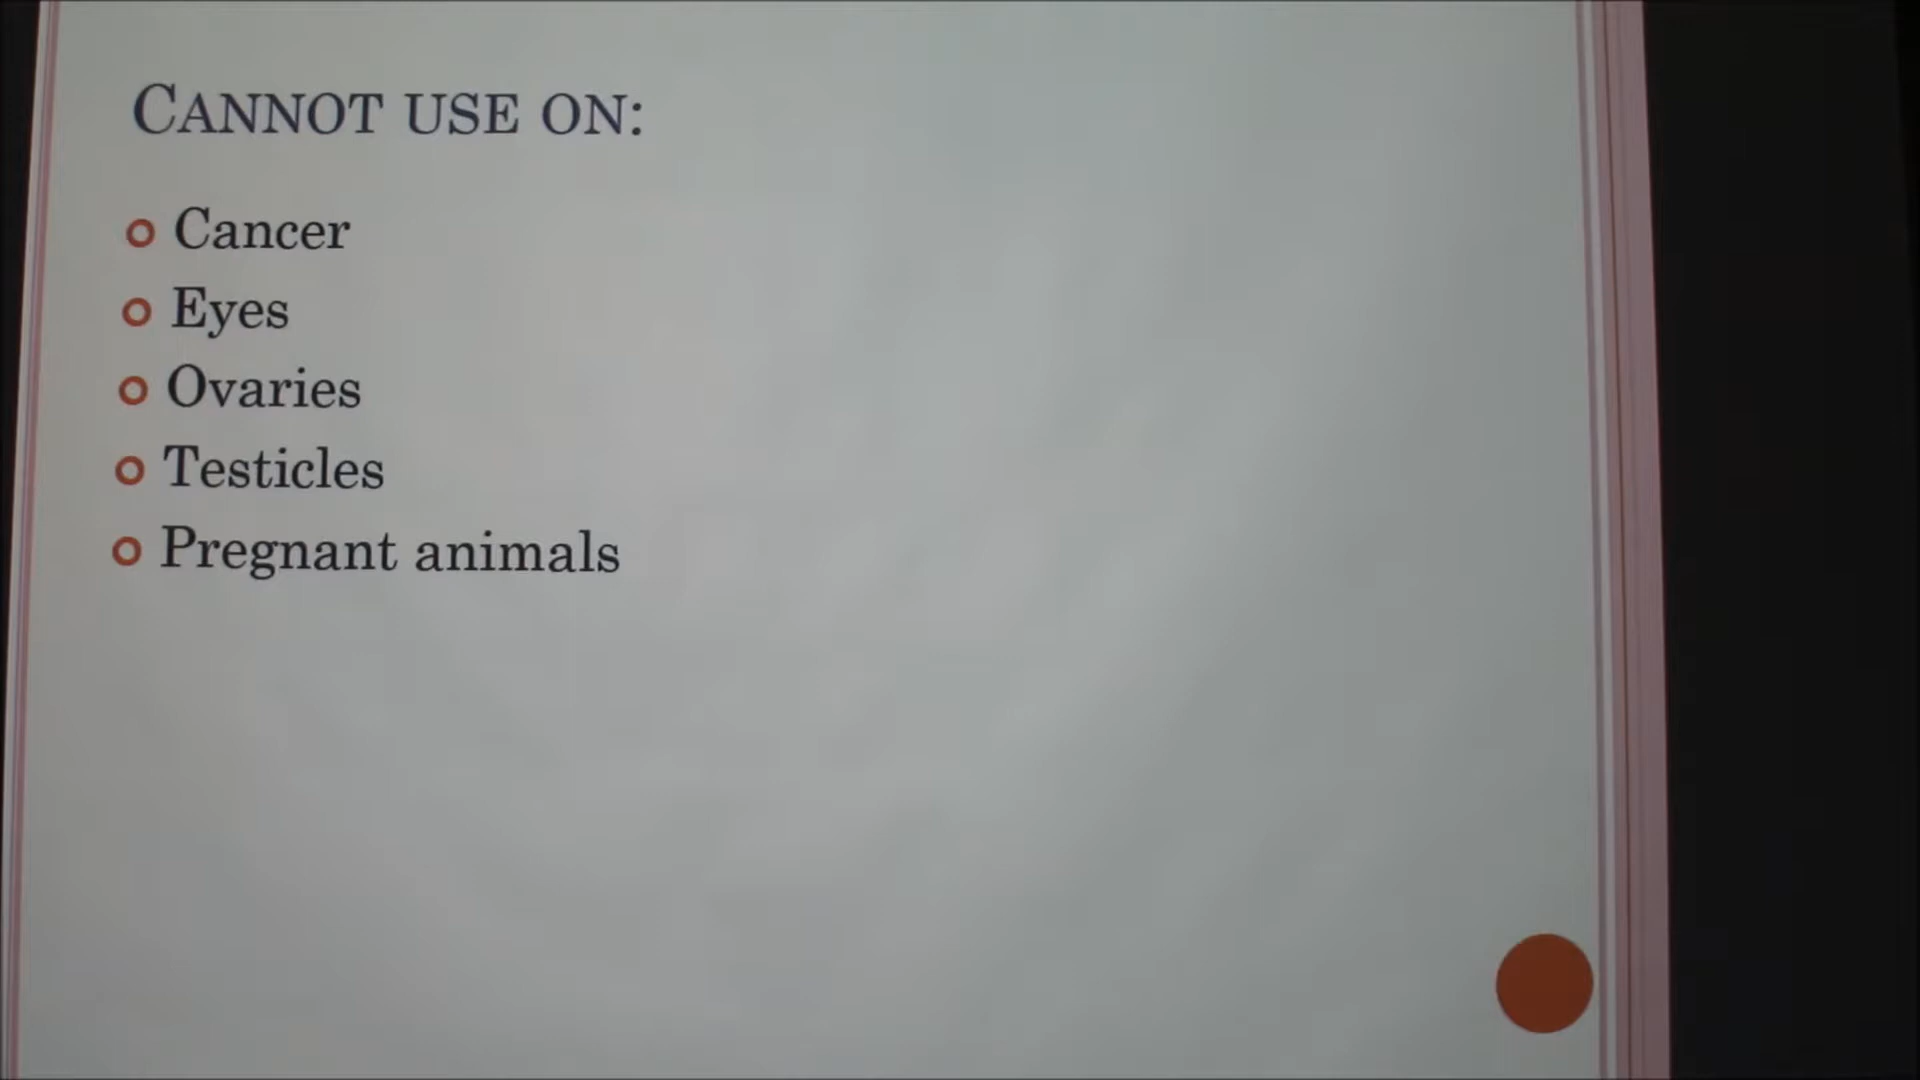 CANNOT USE ON:
Cancer
Eyes
Ovaries
Testicles
Pregnant animals